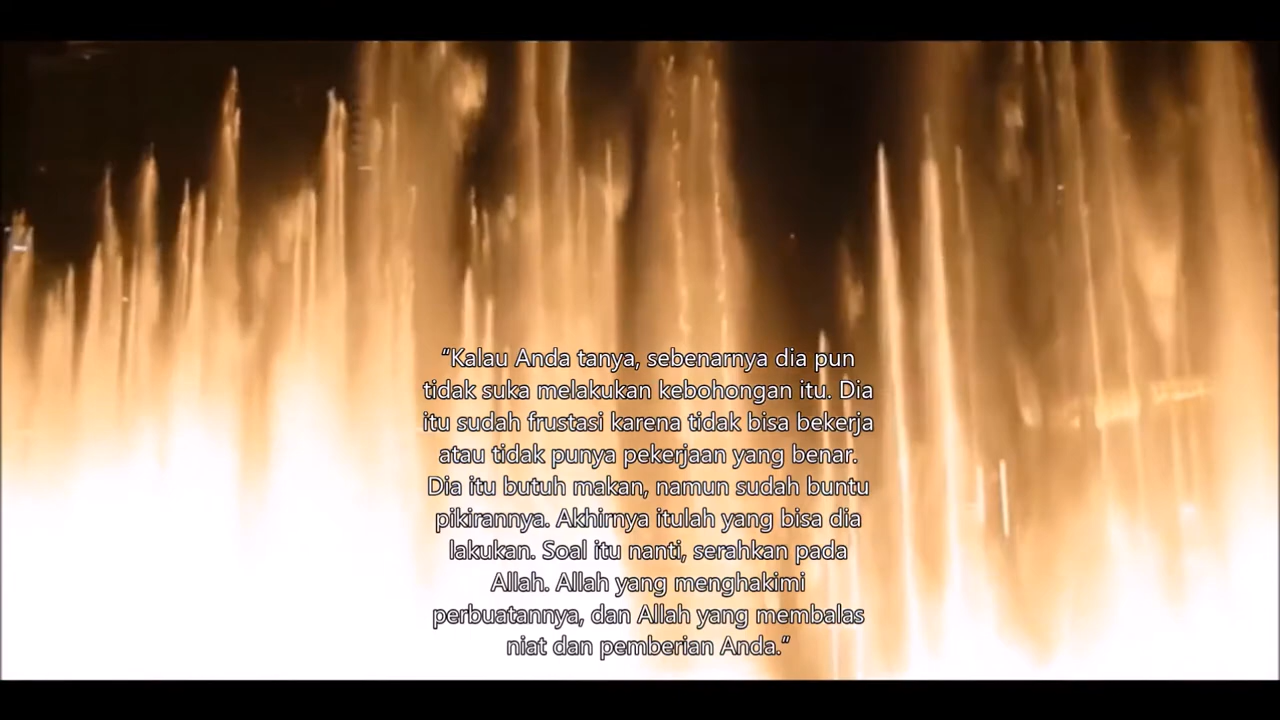 “Kalau Anda tanya, sebenarnya dia pun
tidak suka melakukan kebohongan itu. Dia
itu sudah frustasi karena tidak bisa bekerja
atau tidak punya pekerjaan yang benar.
Dia itu butuh makan, namun sudah buntu
pikirannya. Akhirnya itulah yang bisa dia
lakukan. Soal itu nanti, serahkan pada
Allah. Allah yang menghakimi
perbuatannya, dan Allah yang membalas
niat dan pemberian Anda.”